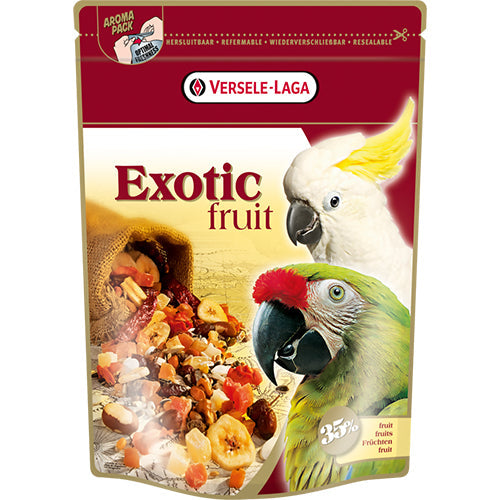 AROMA
PACK
OPTIMAL
FRESHNESS
HERSLUITBAAR • REFERMABLE • WIEDERVERSCHLIEßBAR • RESEALABLE
VERSELE-LAGA
Exotic
fruit
35%
fruit
fruits
Früchten
fruit